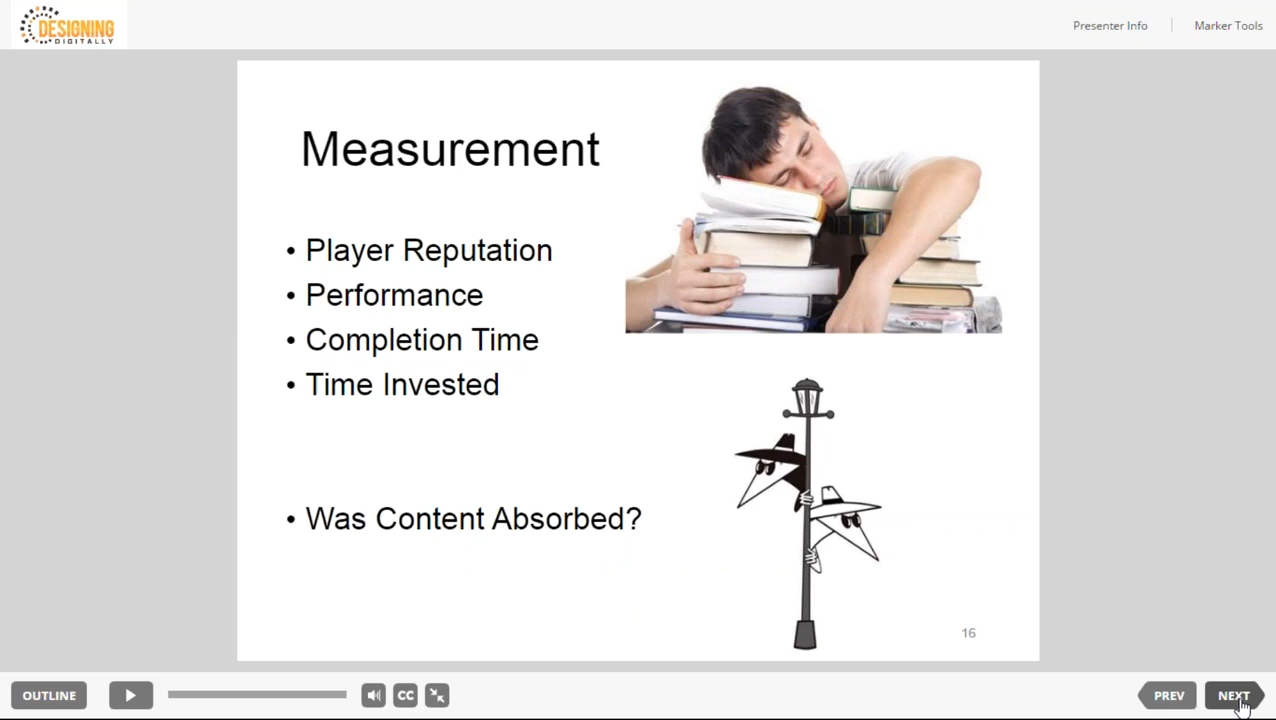 DESIGNING
DIGITALLY
Presenter Info
Marker Tools
Measurement
• Player Reputation
• Performance
• Completion Time
• Time Invested
• Was Content Absorbed?
16
OUTLINE
CC
PREV
NEXT